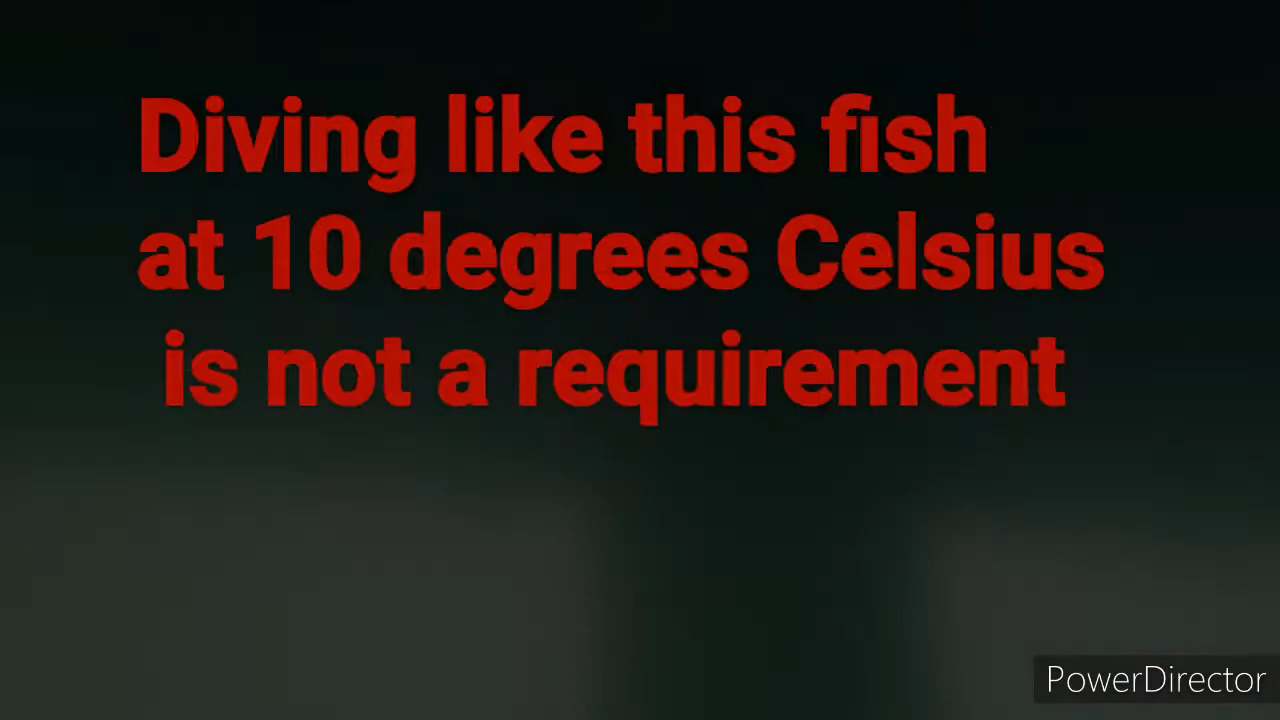 Diving like this fish
at 10 degrees Celsius
is not a requirement
PowerDirector